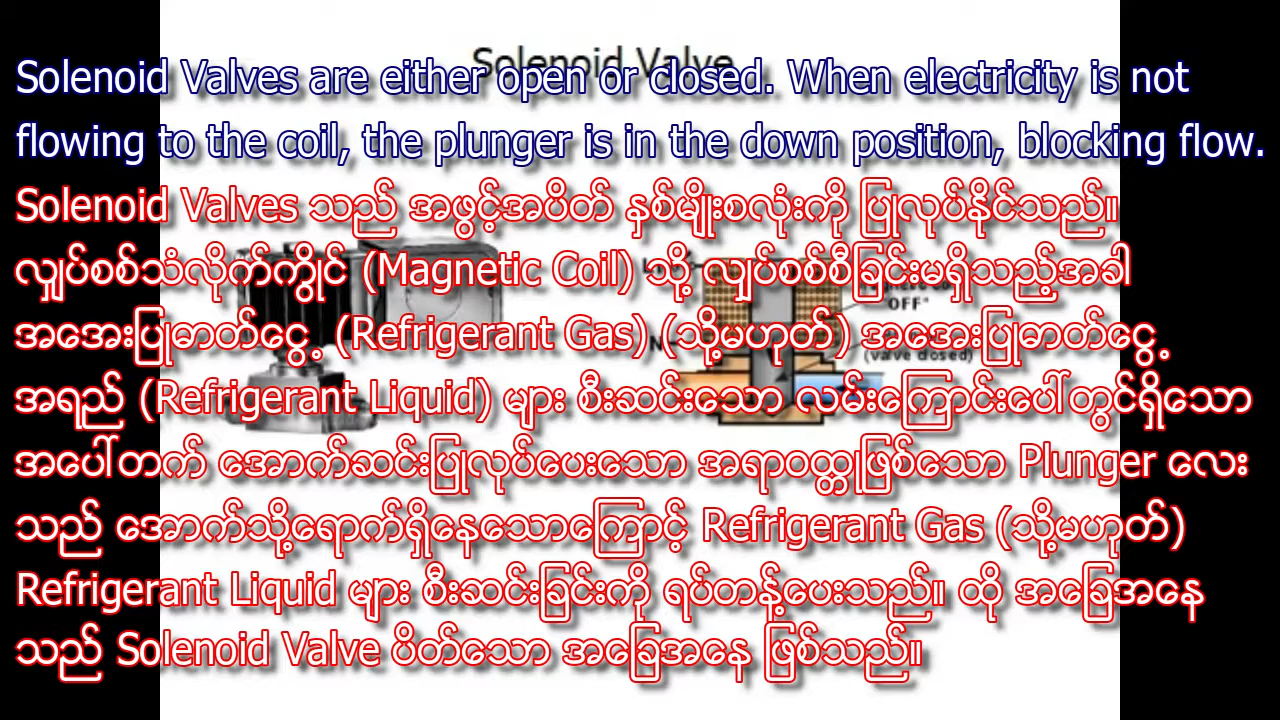 Solenoid Valve
Solenoid Valves are either open or closed. When electricity is not
flowing to the coil, the plunger is in the down position, blocking flow.
Solenoid Valves သည် အဖွင့်အပိတ် နှစ်မျိုးစလုံးကို ပြုလုပ်နိုင်သည်။
လျှပ်စစ်သံလိုက်ကွိုင် (Magnetic Coil) သို့ လျှပ်စစ်စီးခြင်းမရှိသည့်အခါ
အအေးပြုဓာတ်ငွေ့ (Refrigerant Gas) (သို့မဟုတ်) အအေးပြုဓာတ်ငွေ့
အရည် (Refrigerant Liquid) များ စီးဆင်းသော လမ်းကြောင်းပေါ်တွင်ရှိသော
အပေါ်တက် အောက်ဆင်းပြုလုပ်ပေးသော အရာဝတ္ထုဖြစ်သော Plunger လေး
သည် အောက်သို့ရောက်ရှိနေသောကြောင့် Refrigerant Gas (သို့မဟုတ်)
Refrigerant Liquid များ စီးဆင်းခြင်းကို ရပ်တန့်ပေးသည်။ ထို အခြေအနေ
သည် Solenoid Valve ပိတ်သော အခြေအနေ ဖြစ်သည်။
OFF"
(valve closed)